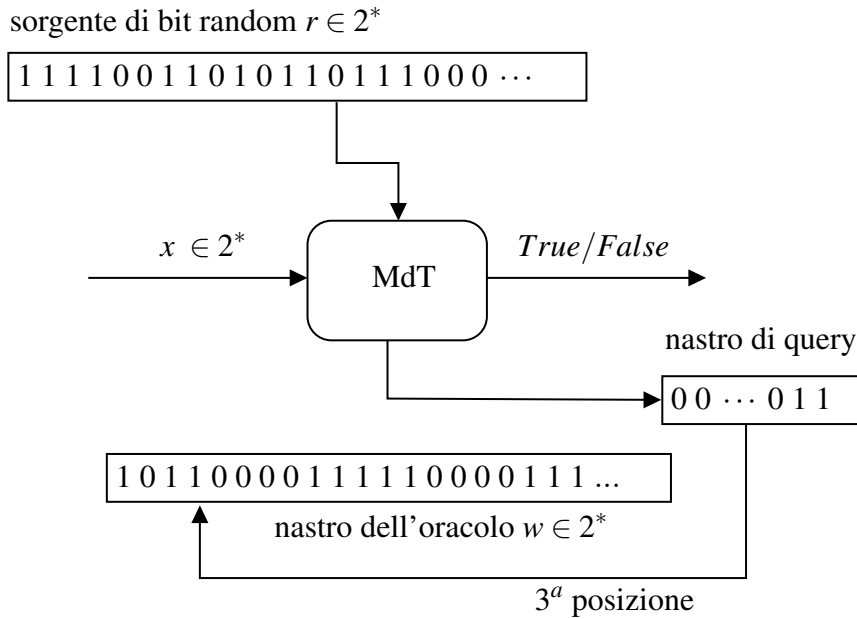 sorgente di bit random r ∈ 2*
1 1 1 1 0 0 1 1 0 1 0 1 1 0 1 1 1 0 0 0 ⋯
x ∈ 2*
True/False
MdT
nastro di query
0 0 ⋯ 0 1 1
1 0 1 1 0 0 0 0 1 1 1 1 1 0 0 0 0 1 1 1 ...
nastro dell'oracolo w ∈ 2*
3ª posizione